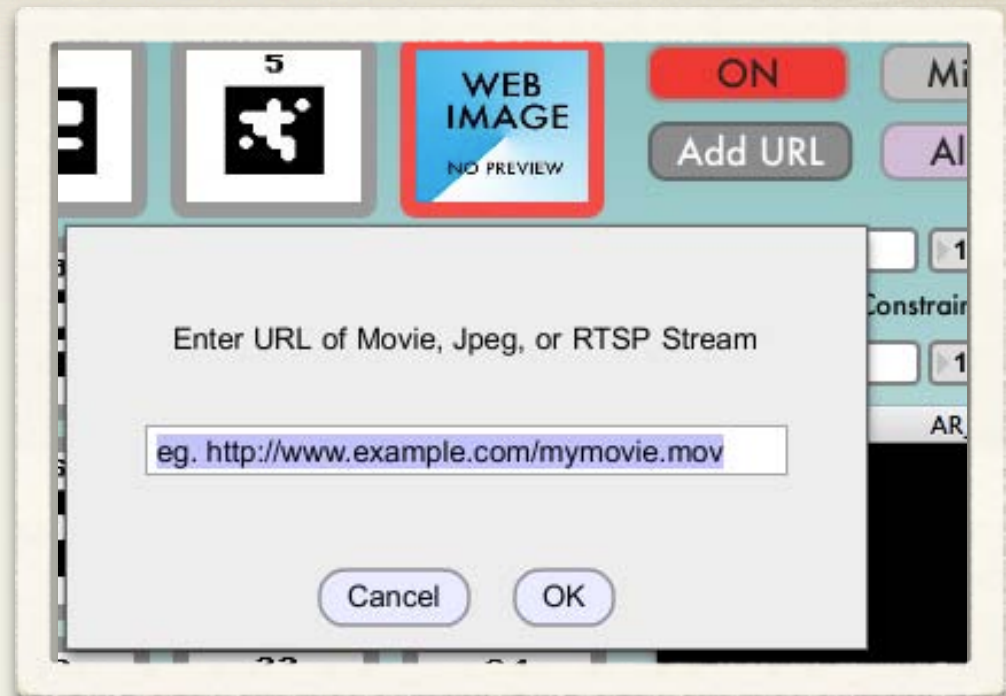 5
WEB
IMAGE
NO PREVIEW
ON
Add URL
Enter URL of Movie, Jpeg, or RTSP Stream
eg. http://www.example.com/mymovie.mov
Cancel
OK
AR_